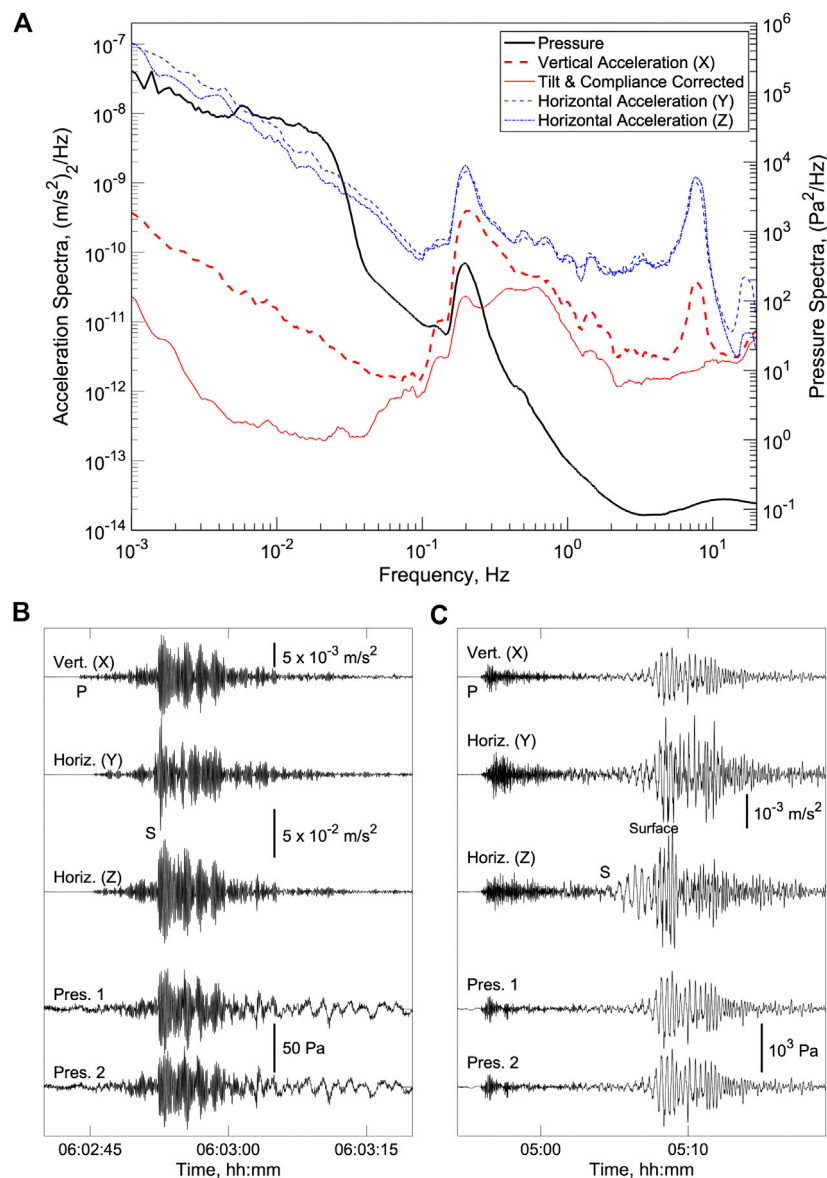 A
10^-7
10^-8
10^-9
10^-10
10^-11
10^-12
10^-13
10^-14
Acceleration Spectra, (m/s^2)_2/Hz
Pressure
Vertical Acceleration (X)
Tilt & Compliance Corrected
Horizontal Acceleration (Y)
Horizontal Acceleration (Z)
10^6
10^5
10^4
10^3
10^2
10^1
10^0
10^-1
Pressure Spectra, (Pa^2/Hz)
10^-3
10^-2
10^-1
10^0
10^1
Frequency, Hz
B
Vert. (X)
5 x 10^-3 m/s^2
P
Horiz. (Y)
5 x 10^-2 m/s^2
S
Horiz. (Z)
Pres. 1
50 Pa
Pres. 2
06:02:45
06:03:00
06:03:15
Time, hh:mm
C
Vert. (X)
P
Horiz. (Y)
10^-3 m/s^2
Surface
Horiz. (Z)
S
Pres. 1
10^3 Pa
Pres. 2
05:00
05:10
Time, hh:mm